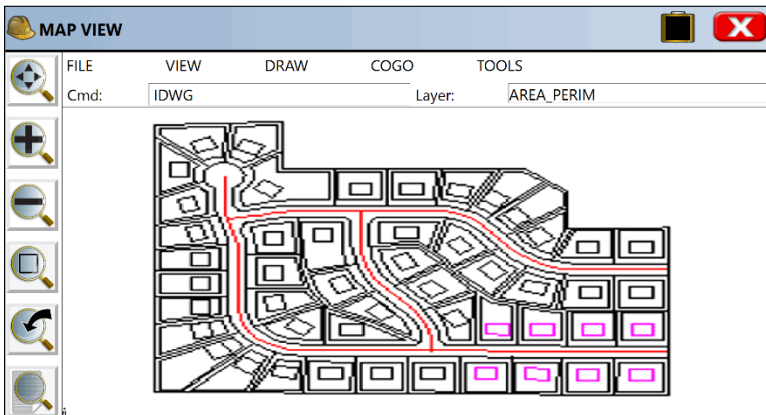 MAP VIEW
FILE VIEW DRAW COGO TOOLS
Cmd: IDWG Layer: AREA_PERIM